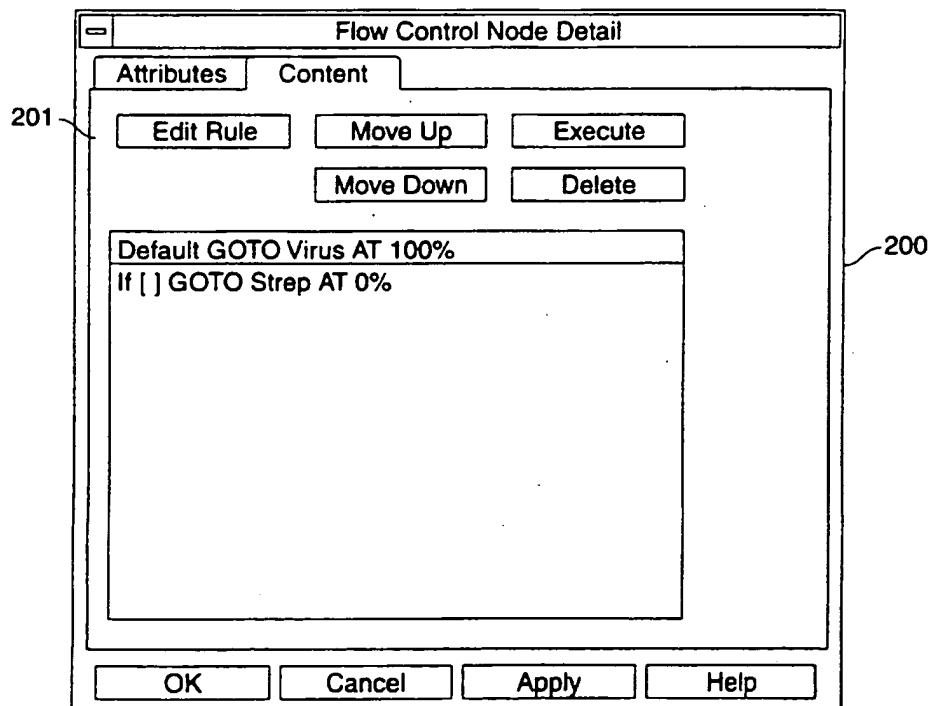 Flow Control Node Detail
Attributes Content
201
Edit Rule Move Up Execute
Move Down Delete
200
Default GOTO Virus AT 100%
If [ ] GOTO Strep AT 0%
OK Cancel Apply Help